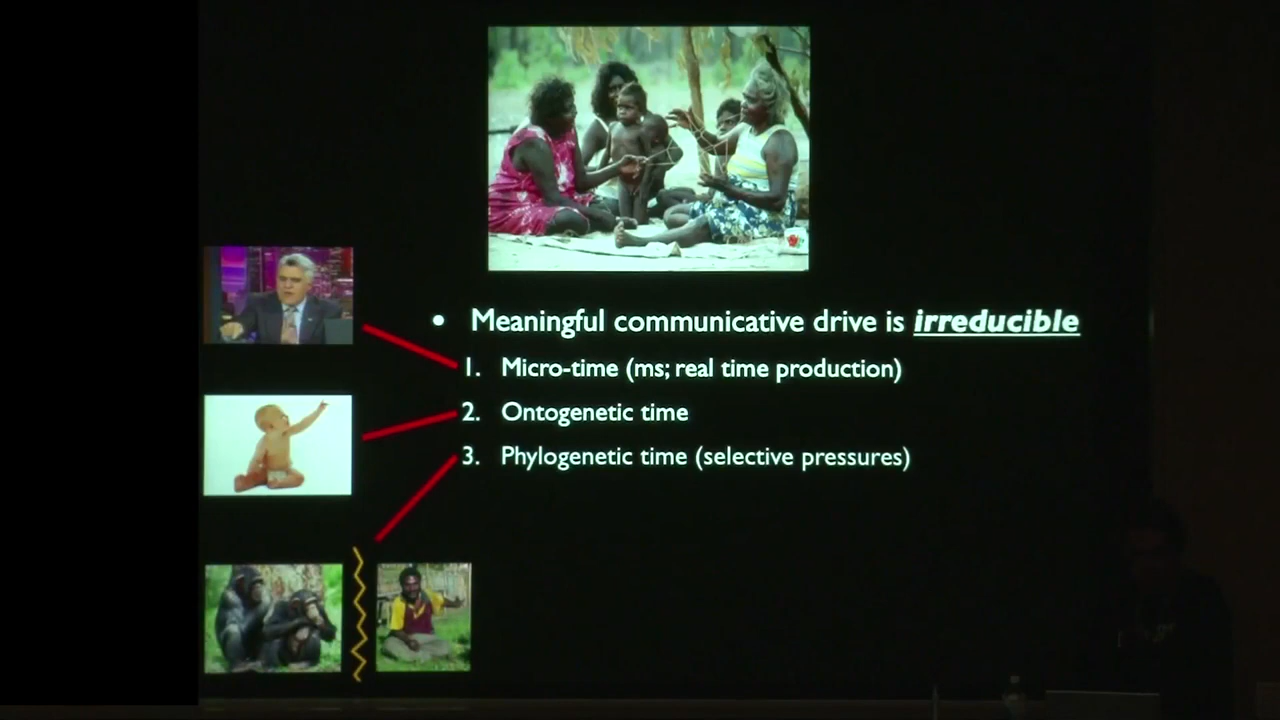 • Meaningful communicative drive is irreducible
1. Micro-time (ms; real time production)
2. Ontogenetic time
3. Phylogenetic time (selective pressures)